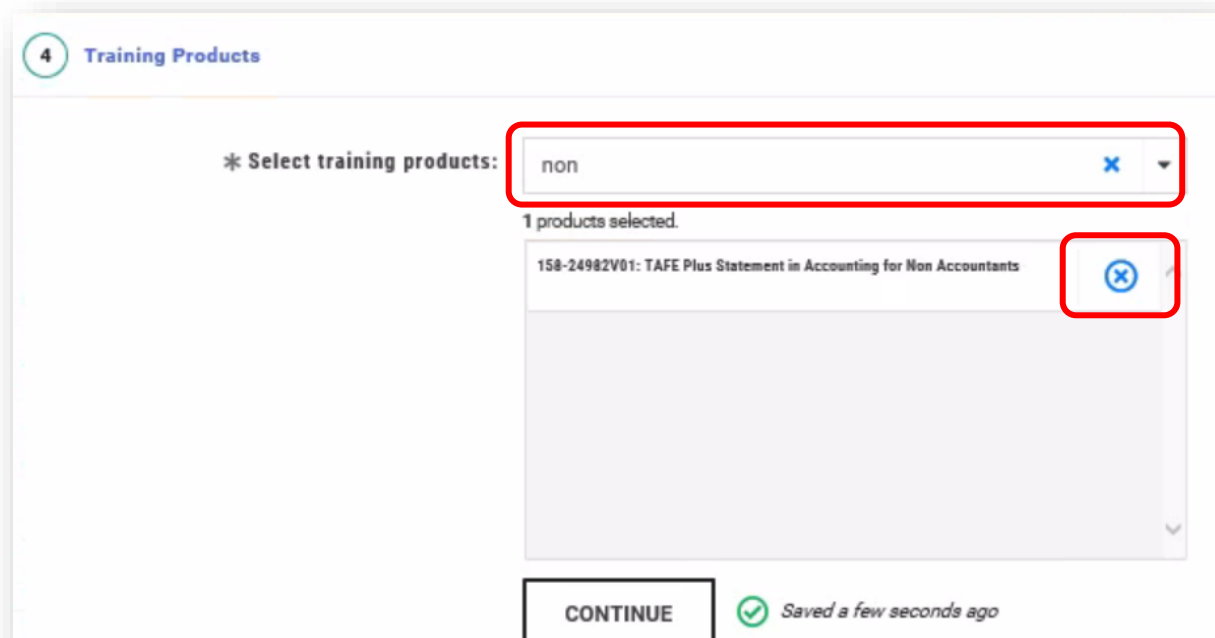 4 Training Products
* Select training products: non
1 products selected.
158-24982V01: TAFE Plus Statement in Accounting for Non Accountants
CONTINUE Saved a few seconds ago